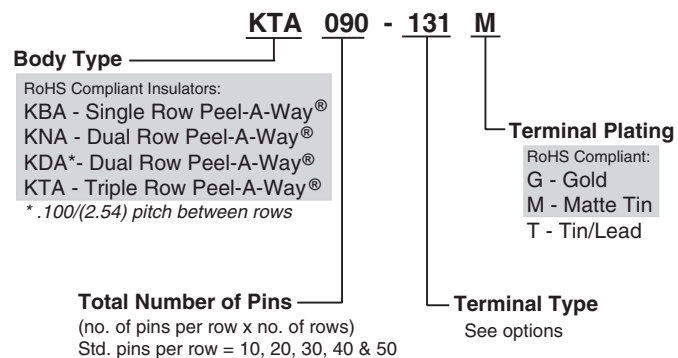 KTA 090 - 131 M
Body Type
RoHS Compliant Insulators:
KBA - Single Row Peel-A-Way®
KNA - Dual Row Peel-A-Way®
KDA*- Dual Row Peel-A-Way®
KTA - Triple Row Peel-A-Way®
* .100/(2.54) pitch between rows
Terminal Plating
RoHS Compliant:
G - Gold
M - Matte Tin
T - Tin/Lead
Total Number of Pins
(no. of pins per row x no. of rows)
Std. pins per row = 10, 20, 30, 40 & 50
Terminal Type
See options